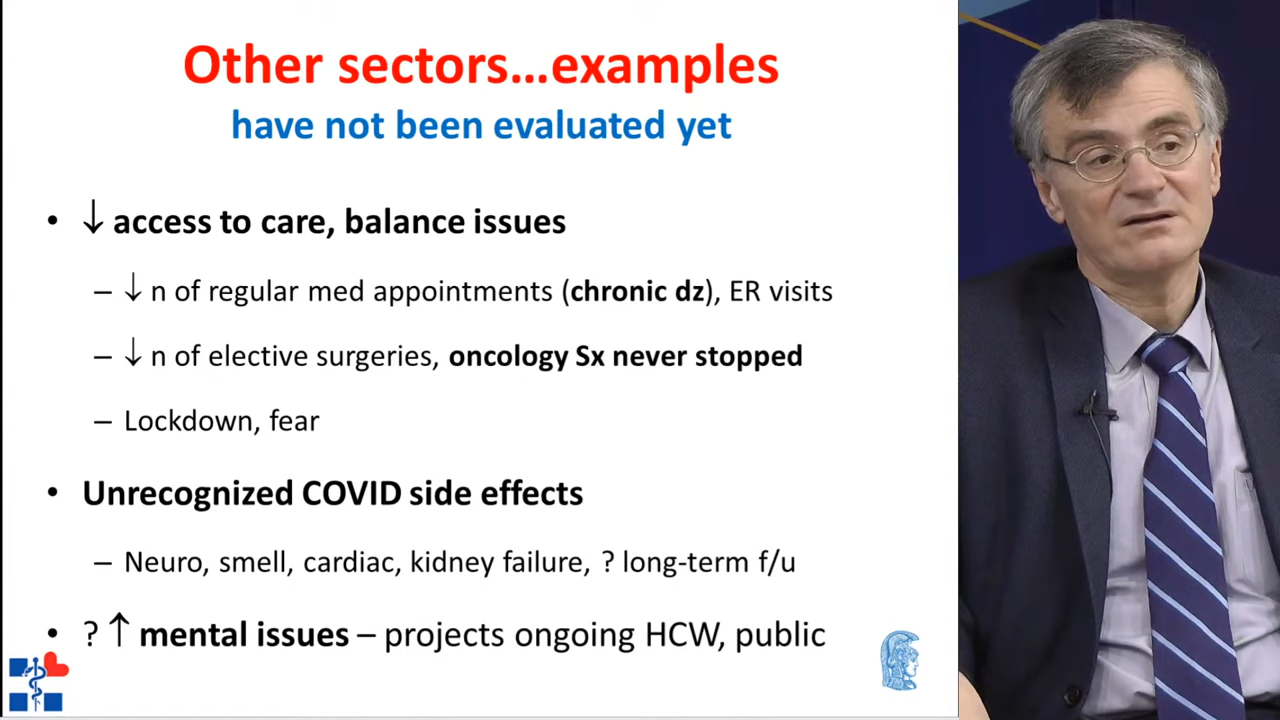 Other sectors...examples
have not been evaluated yet
• ↓ access to care, balance issues
– ↓ n of regular med appointments (chronic dz), ER visits
– ↓ n of elective surgeries, oncology Sx never stopped
– Lockdown, fear
• Unrecognized COVID side effects
– Neuro, smell, cardiac, kidney failure, ? long-term f/u
• ? ↑ mental issues – projects ongoing HCW, public